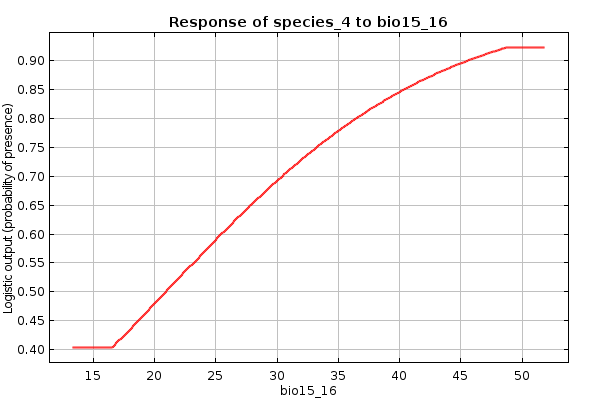 Response of species_4 to bio15_16
Logistic output (probability of presence)
0.90
0.85
0.80
0.75
0.70
0.65
0.60
0.55
0.50
0.45
0.40
15 20 25 30 35 40 45 50
bio15_16